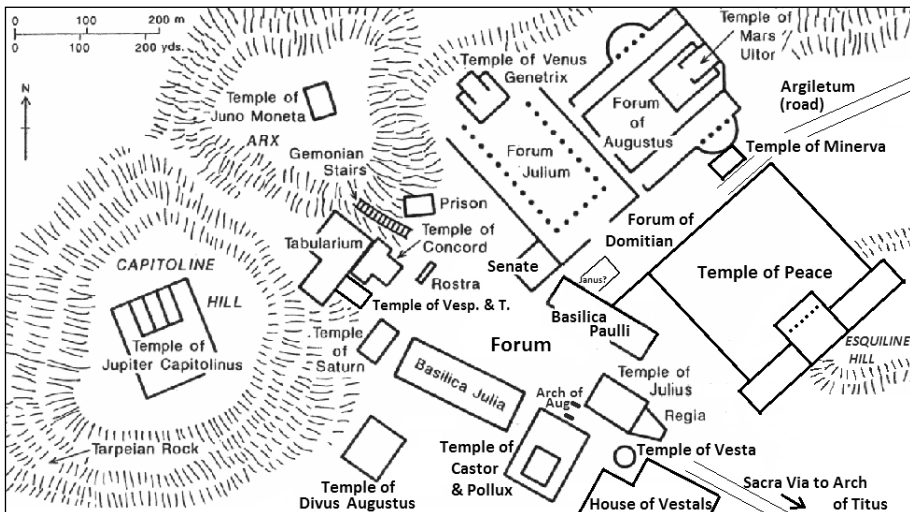 0 100 200 m
0 100 200 yds.
N
Temple of
Juno Moneta
ARX
Gemonian
Stairs
Prison
Temple of
Concord
Tabularium
Rostra
Temple of Vesp. & T.
CAPITOLINE
HILL
Temple of
Jupiter Capitolinus
Tarpeian Rock
Temple
of
Saturn
Basilica Julia
Temple of
Divus Augustus
Temple of Venus
Genetrix
Forum
Julium
Senate
Temple of
Mars
Ultor
Forum
of
Augustus
Argiletum
(road)
Temple of Minerva
Forum of
Domitian
Janus?
Basilica
Paulli
Temple of Peace
ESQUILINE
HILL
Forum
Arch of
Aug
Temple of
Julius
Regia
Temple of
Castor
& Pollux
Temple of Vesta
House of Vestals
Sacra Via to Arch
of Titus